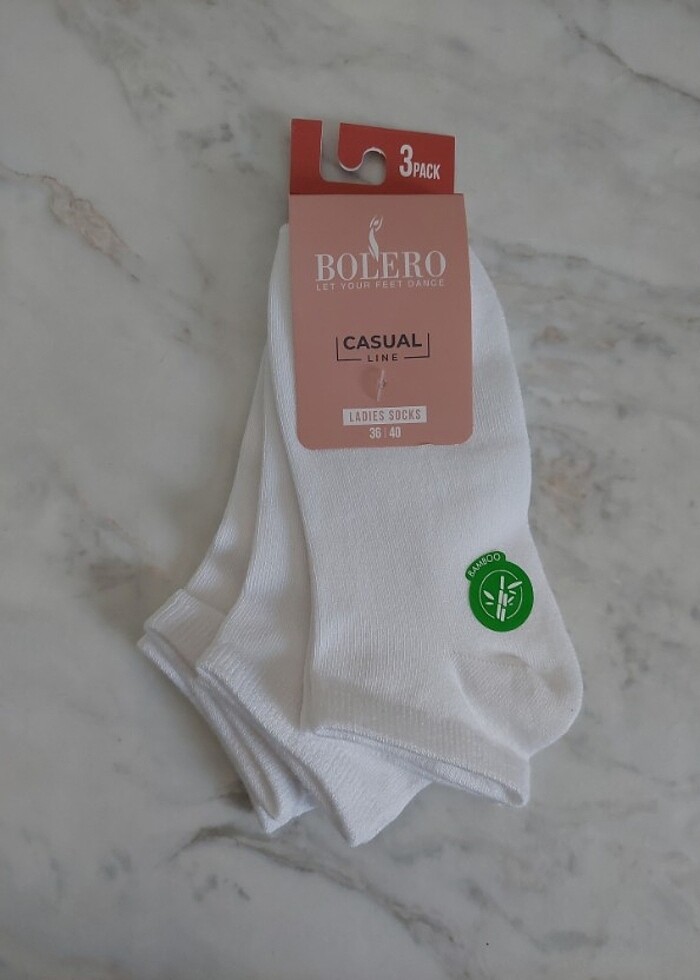 3PACK
BOLERO
LET YOUR FEET DANCE
CASUAL
LINE
LADIES SOCKS
36 | 40
BAMBOO